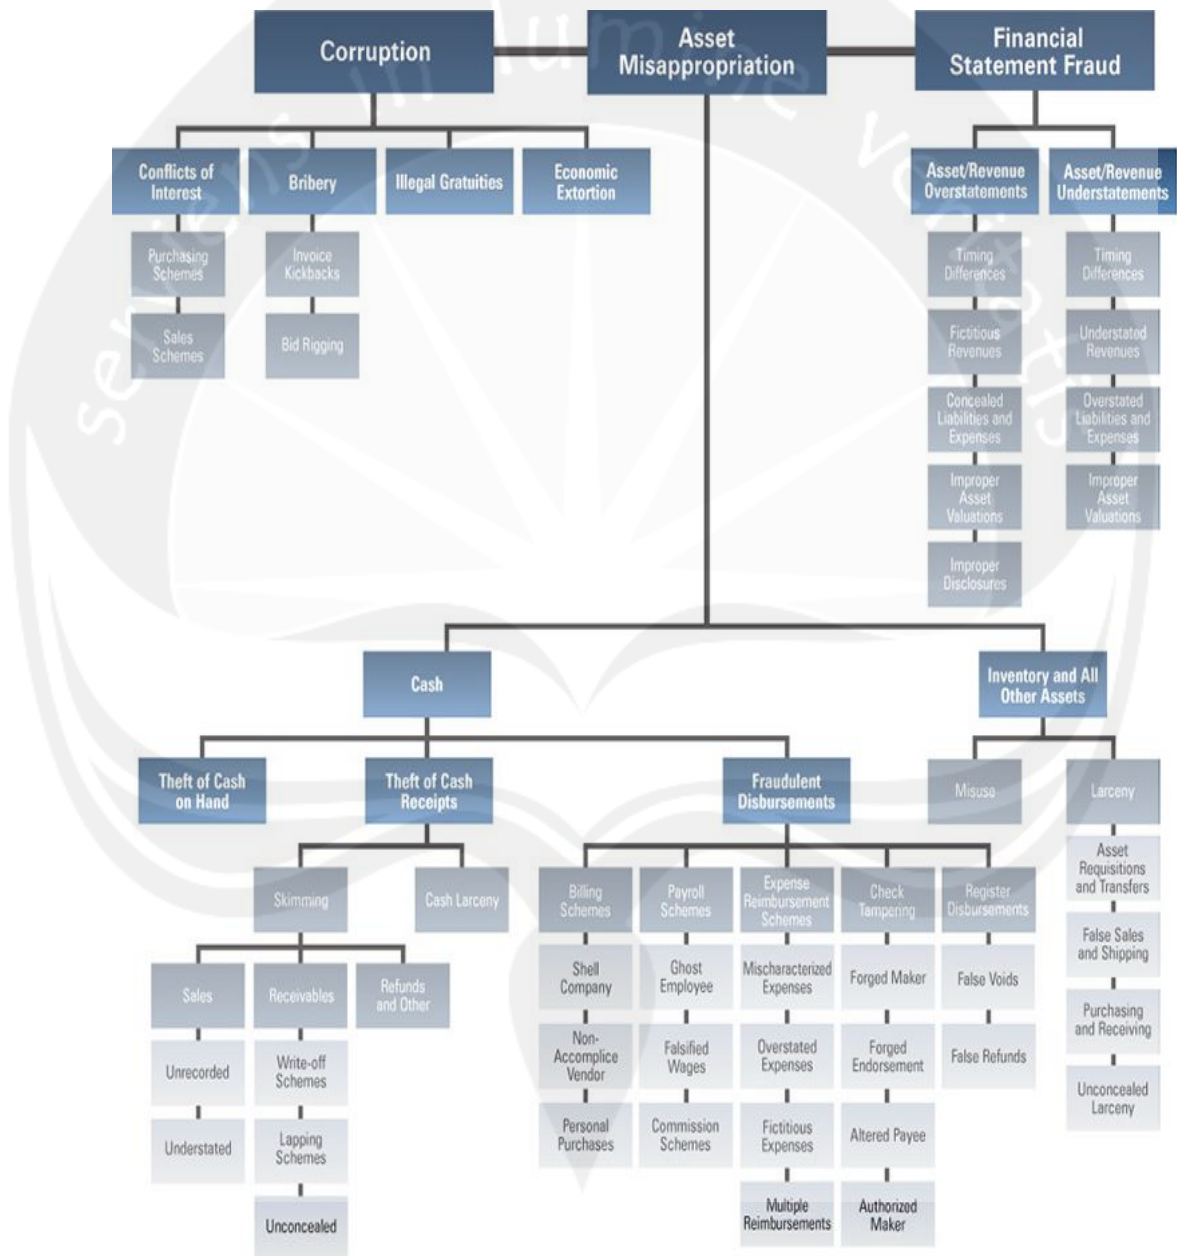 Corruption
Asset
Misappropriation
Financial
Statement Fraud
Conflicts of
Interest
Bribery
Illegal Gratuities
Economic
Extortion
Asset/Revenue
Overstatements
Asset/Revenue
Understatements
Purchasing
Schemes
Invoice
Kickbacks
Timing
Differences
Timing
Differences
Sales
Schemes
Bid Rigging
Fictitious
Revenues
Understated
Revenues
Concealed
Liabilities and
Expenses
Overstated
Liabilities and
Expenses
Improper
Asset
Valuations
Improper
Asset
Valuations
Improper
Disclosures
Cash
Inventory and All
Other Assets
Theft of Cash
on Hand
Theft of Cash
Receipts
Fraudulent
Disbursements
Misuse
Larceny
Asset
Requisitions
and Transfers
False Sales
and Shipping
Purchasing
and Receiving
Unconcealed
Larceny
Skimming
Cash Larceny
Sales
Receivables
Refunds
and Other
Unrecorded
Understated
Write-off
Schemes
Lapping
Schemes
Unconcealed
Billing
Schemes
Shell
Company
Non-
Accomplice
Vendor
Personal
Purchases
Payroll
Schemes
Ghost
Employee
Falsified
Wages
Commission
Schemes
Expense
Reimbursement
Schemes
Mischaracterized
Expenses
Overstated
Expenses
Fictitious
Expenses
Multiple
Reimbursements
Check
Tampering
Forged Maker
Forged
Endorsement
Altered Payee
Authorized
Maker
Register
Disbursements
False Voids
False Refunds
serviens in lumine veritatis